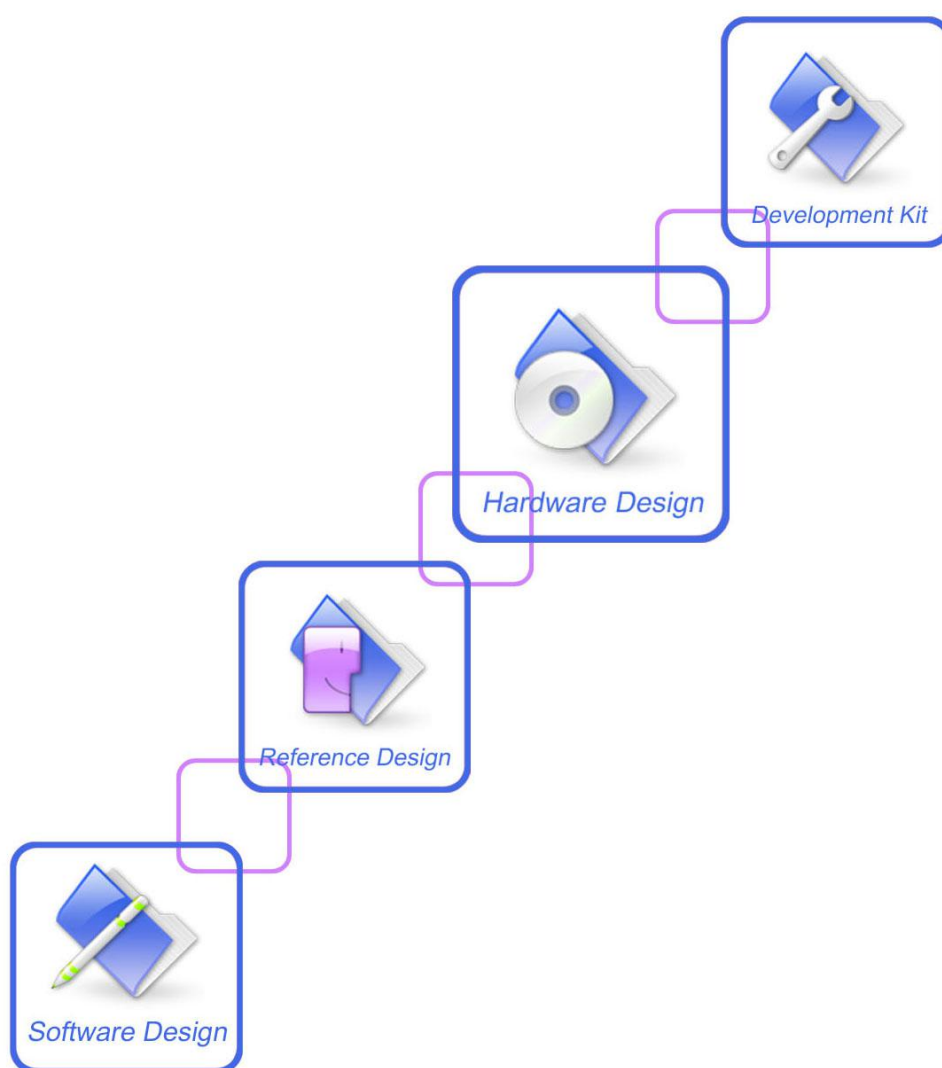 Development Kit
Hardware Design
Reference Design
Software Design